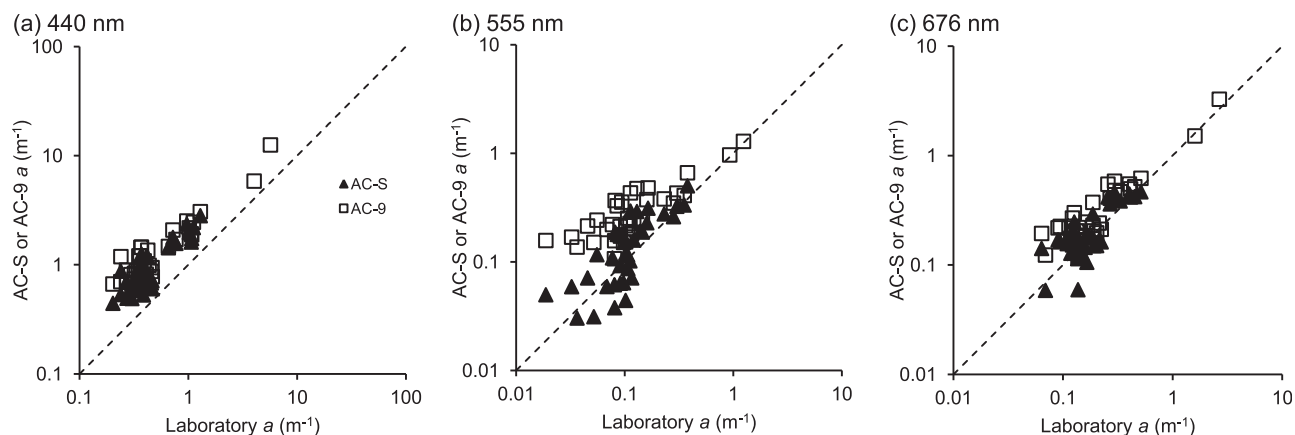 (a) 440 nm
100
10
1
0.1
0.1
1
10
100
AC-S or AC-9 a (m⁻¹)
Laboratory a (m⁻¹)
AC-S
AC-9
(b) 555 nm
10
1
0.1
0.01
0.01
0.1
1
10
AC-S or AC-9 a (m⁻¹)
Laboratory a (m⁻¹)
(c) 676 nm
10
1
0.1
0.01
0.01
0.1
1
10
AC-S or AC-9 a (m⁻¹)
Laboratory a (m⁻¹)